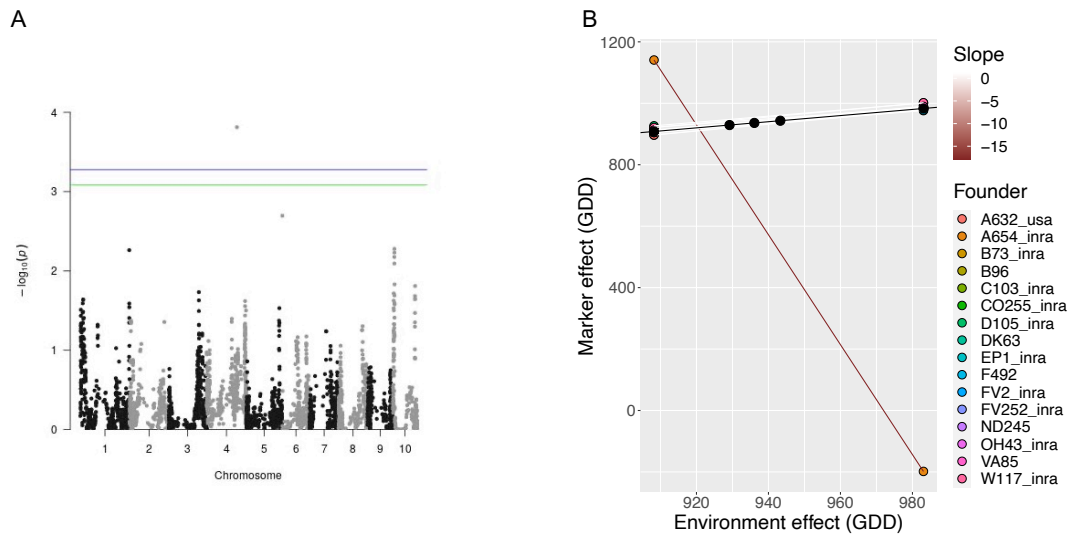 A
4
3
2
1
0
−log10(p)
1 2 3 4 5 6 7 8 9 10
Chromosome
B
1200
800
400
0
Marker effect (GDD)
920 940 960 980
Environment effect (GDD)
Slope
0
−5
−10
−15
Founder
A632_usa
A654_inra
B73_inra
B96
C103_inra
CO255_inra
D105_inra
DK63
EP1_inra
F492
FV2_inra
FV252_inra
ND245
OH43_inra
VA85
W117_inra